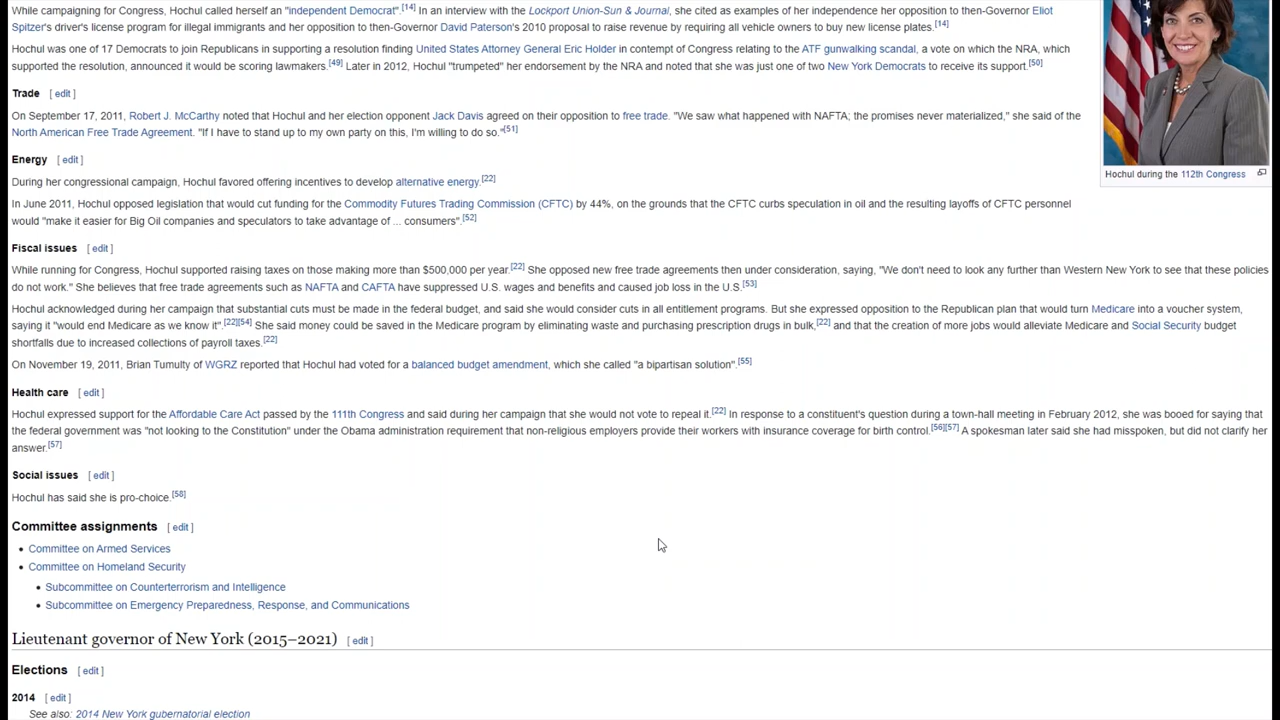 While campaigning for Congress, Hochul called herself an "independent Democrat".[14] In an interview with the Lockport Union-Sun & Journal, she cited as examples of her independence her opposition to then-Governor Eliot
Spitzer's driver's license program for illegal immigrants and her opposition to then-Governor David Paterson's 2010 proposal to raise revenue by requiring all vehicle owners to buy new license plates.[14]
Hochul was one of 17 Democrats to join Republicans in supporting a resolution finding United States Attorney General Eric Holder in contempt of Congress relating to the ATF gunwalking scandal, a vote on which the NRA, which
supported the resolution, announced it would be scoring lawmakers.[49] Later in 2012, Hochul "trumpeted" her endorsement by the NRA and noted that she was just one of two New York Democrats to receive its support.[50]
Trade [ edit ]
On September 17, 2011, Robert J. McCarthy noted that Hochul and her election opponent Jack Davis agreed on their opposition to free trade. "We saw what happened with NAFTA; the promises never materialized," she said of the
North American Free Trade Agreement. "If I have to stand up to my own party on this, I'm willing to do so."[51]
Energy [ edit ]
During her congressional campaign, Hochul favored offering incentives to develop alternative energy.[22]
In June 2011, Hochul opposed legislation that would cut funding for the Commodity Futures Trading Commission (CFTC) by 44%, on the grounds that the CFTC curbs speculation in oil and the resulting layoffs of CFTC personnel
would "make it easier for Big Oil companies and speculators to take advantage of ... consumers".[52]
Hochul during the 112th Congress
Fiscal issues [ edit ]
While running for Congress, Hochul supported raising taxes on those making more than $500,000 per year.[22] She opposed new free trade agreements then under consideration, saying, "We don't need to look any further than Western New York to see that these policies
do not work." She believes that free trade agreements such as NAFTA and CAFTA have suppressed U.S. wages and benefits and caused job loss in the U.S.[53]
Hochul acknowledged during her campaign that substantial cuts must be made in the federal budget, and said she would consider cuts in all entitlement programs. But she expressed opposition to the Republican plan that would turn Medicare into a voucher system,
saying it "would end Medicare as we know it".[22][54] She said money could be saved in the Medicare program by eliminating waste and purchasing prescription drugs in bulk,[22] and that the creation of more jobs would alleviate Medicare and Social Security budget
shortfalls due to increased collections of payroll taxes.[22]
On November 19, 2011, Brian Tumulty of WGRZ reported that Hochul had voted for a balanced budget amendment, which she called "a bipartisan solution".[55]
Health care [ edit ]
Hochul expressed support for the Affordable Care Act passed by the 111th Congress and said during her campaign that she would not vote to repeal it.[22] In response to a constituent's question during a town-hall meeting in February 2012, she was booed for saying that
the federal government was "not looking to the Constitution" under the Obama administration requirement that non-religious employers provide their workers with insurance coverage for birth control.[56][57] A spokesman later said she had misspoken, but did not clarify her
answer.[57]
Social issues [ edit ]
Hochul has said she is pro-choice.[58]
Committee assignments [ edit ]
• Committee on Armed Services
• Committee on Homeland Security
• Subcommittee on Counterterrorism and Intelligence
• Subcommittee on Emergency Preparedness, Response, and Communications
Lieutenant governor of New York (2015–2021) [ edit ]
Elections [ edit ]
2014 [ edit ]
See also: 2014 New York gubernatorial election